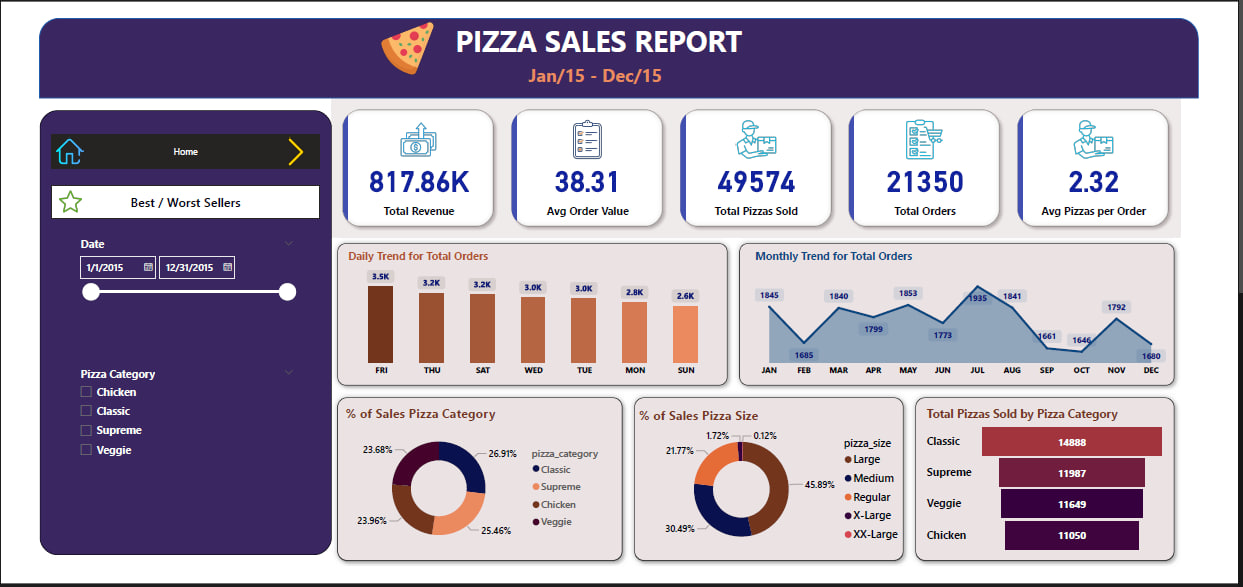 PIZZA SALES REPORT
Jan/15 - Dec/15
Home
Best / Worst Sellers
Date
1/1/2015 12/31/2015
Pizza Category
Chicken
Classic
Supreme
Veggie
817.86K
Total Revenue
38.31
Avg Order Value
49574
Total Pizzas Sold
21350
Total Orders
2.32
Avg Pizzas per Order
Daily Trend for Total Orders
3.5K 3.2K 3.2K 3.0K 3.0K 2.8K 2.6K
FRI THU SAT WED TUE MON SUN
Monthly Trend for Total Orders
1845 1685 1840 1799 1853 1773 1935 1841 1661 1646 1792 1680
JAN FEB MAR APR MAY JUN JUL AUG SEP OCT NOV DEC
% of Sales Pizza Category
23.68% 26.91%
23.96% 25.46%
pizza_category
Classic
Supreme
Chicken
Veggie
% of Sales Pizza Size
1.72% 0.12%
21.77%
45.89%
30.49%
pizza_size
Large
Medium
Regular
X-Large
XX-Large
Total Pizzas Sold by Pizza Category
Classic 14888
Supreme 11987
Veggie 11649
Chicken 11050